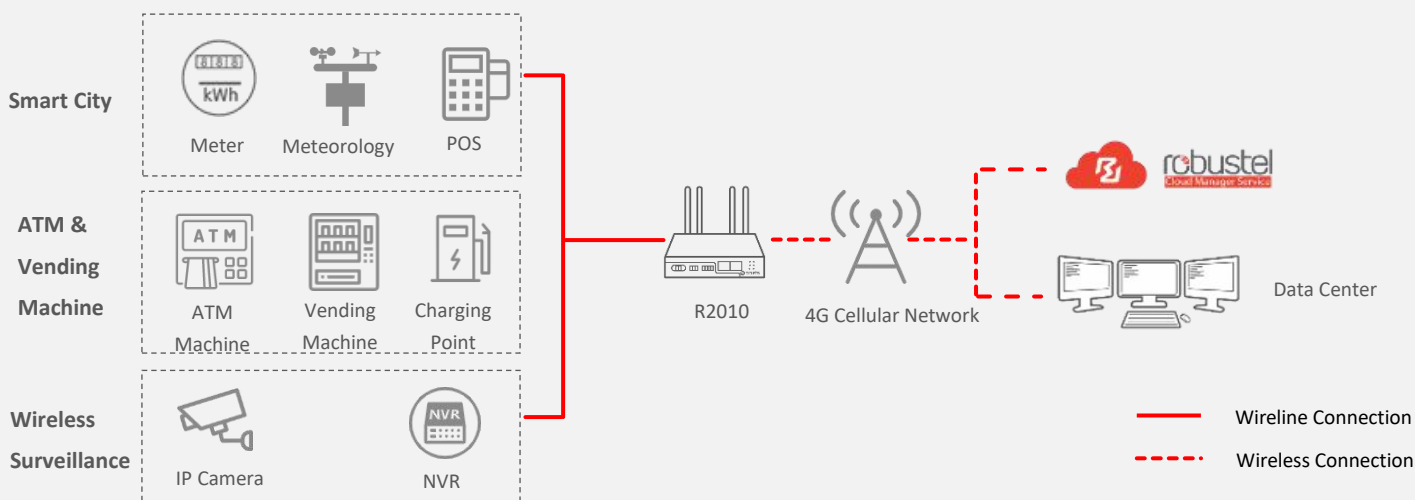 Smart City
888
kWh
Meter
Meteorology
POS
ATM &
Vending
Machine
ATM
ATM
Machine
Vending
Machine
Charging
Point
Wireless
Surveillance
IP Camera
NVR
NVR
R2010
4G Cellular Network
robustel
Cloud Manager Service
Data Center
Wireline Connection
Wireless Connection